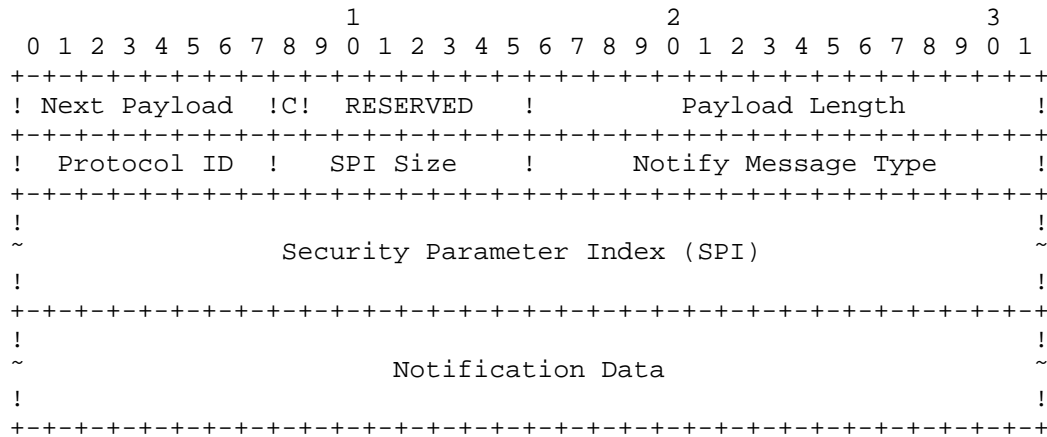 1                   2                   3
 0 1 2 3 4 5 6 7 8 9 0 1 2 3 4 5 6 7 8 9 0 1 2 3 4 5 6 7 8 9 0 1
+-+-+-+-+-+-+-+-+-+-+-+-+-+-+-+-+-+-+-+-+-+-+-+-+-+-+-+-+-+-+-+-+
! Next Payload  !C!  RESERVED   !         Payload Length        !
+-+-+-+-+-+-+-+-+-+-+-+-+-+-+-+-+-+-+-+-+-+-+-+-+-+-+-+-+-+-+-+-+
!  Protocol ID  !   SPI Size    !      Notify Message Type      !
+-+-+-+-+-+-+-+-+-+-+-+-+-+-+-+-+-+-+-+-+-+-+-+-+-+-+-+-+-+-+-+-+
!                                                               !
~                Security Parameter Index (SPI)                 ~
!                                                               !
+-+-+-+-+-+-+-+-+-+-+-+-+-+-+-+-+-+-+-+-+-+-+-+-+-+-+-+-+-+-+-+-+
!                                                               !
~                       Notification Data                       ~
!                                                               !
+-+-+-+-+-+-+-+-+-+-+-+-+-+-+-+-+-+-+-+-+-+-+-+-+-+-+-+-+-+-+-+-+